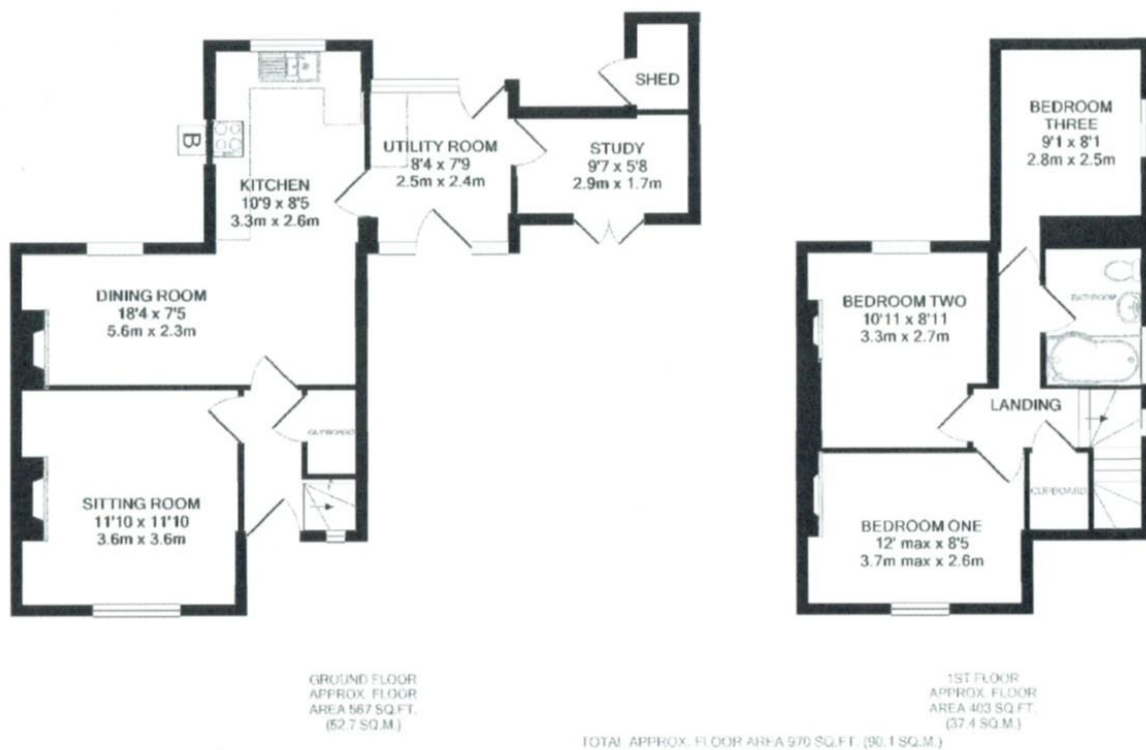 SHED
B
KITCHEN
10'9 x 8'5
3.3m x 2.6m
UTILITY ROOM
8'4 x 7'9
2.5m x 2.4m
STUDY
9'7 x 5'8
2.9m x 1.7m
DINING ROOM
18'4 x 7'5
5.6m x 2.3m
CUPBOARD
SITTING ROOM
11'10 x 11'10
3.6m x 3.6m
GROUND FLOOR
APPROX. FLOOR
AREA 567 SQ.FT.
(52.7 SQ.M.)
BEDROOM
THREE
9'1 x 8'1
2.8m x 2.5m
BEDROOM TWO
10'11 x 8'11
3.3m x 2.7m
BATHROOM
LANDING
CUPBOARD
BEDROOM ONE
12' max x 8'5
3.7m max x 2.6m
1ST FLOOR
APPROX. FLOOR
AREA 403 SQ.FT.
(37.4 SQ.M.)
TOTAL APPROX. FLOOR AREA 970 SQ.FT. (90.1 SQ.M.)